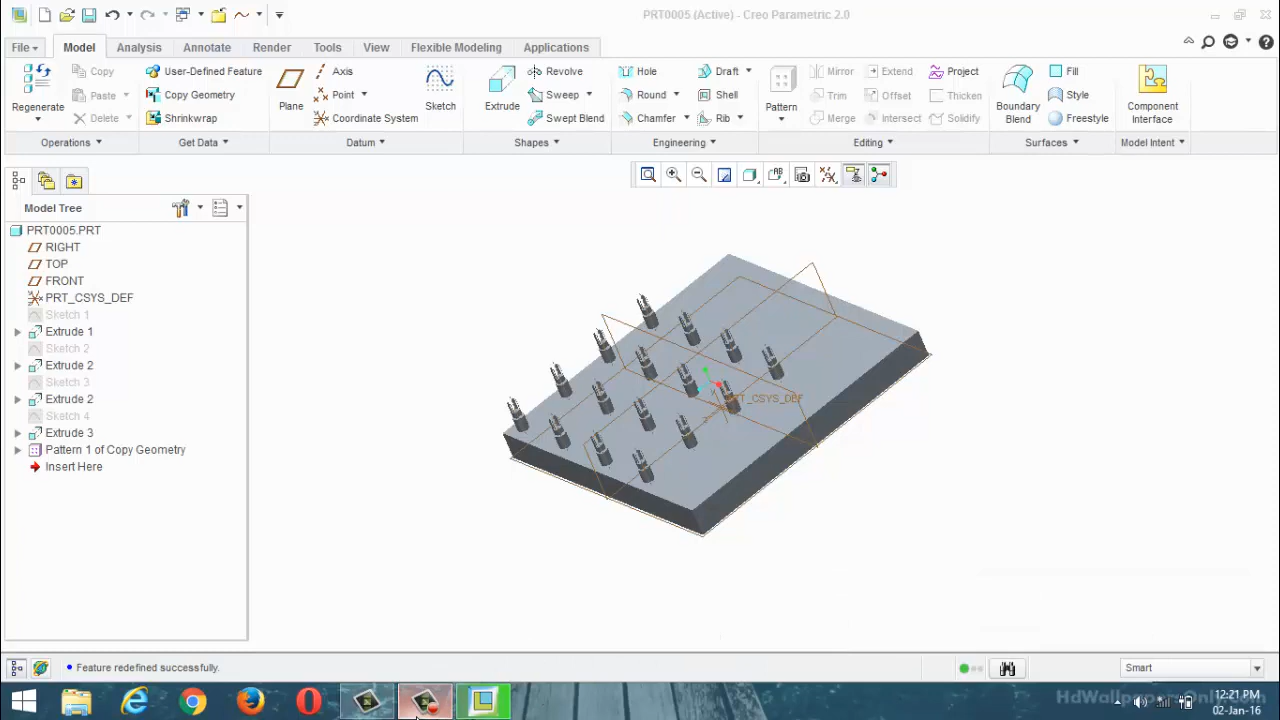 PRT0005 (Active) - Creo Parametric 2.0
File Model Analysis Annotate Render Tools View Flexible Modeling Applications
Regenerate
Copy
Paste
Delete
Operations
User-Defined Feature
Copy Geometry
Shrinkwrap
Get Data
Plane
Axis
Point
Coordinate System
Sketch
Datum
Extrude
Revolve
Sweep
Swept Blend
Shapes
Hole
Round
Chamfer
Draft
Shell
Rib
Engineering
Pattern
Mirror
Trim
Merge
Extend
Offset
Intersect
Project
Thicken
Solidify
Editing
Boundary
Blend
Fill
Style
Freestyle
Surfaces
Component
Interface
Model Intent
Model Tree
PRT0005.PRT
RIGHT
TOP
FRONT
PRT_CSYS_DEF
Sketch 1
Extrude 1
Sketch 2
Extrude 2
Sketch 3
Extrude 2
Sketch 4
Extrude 3
Pattern 1 of Copy Geometry
Insert Here
PRT_CSYS_DEF
Feature redefined successfully.
Smart
HdWallpapersOnly.com
12:21 PM
02-Jan-16